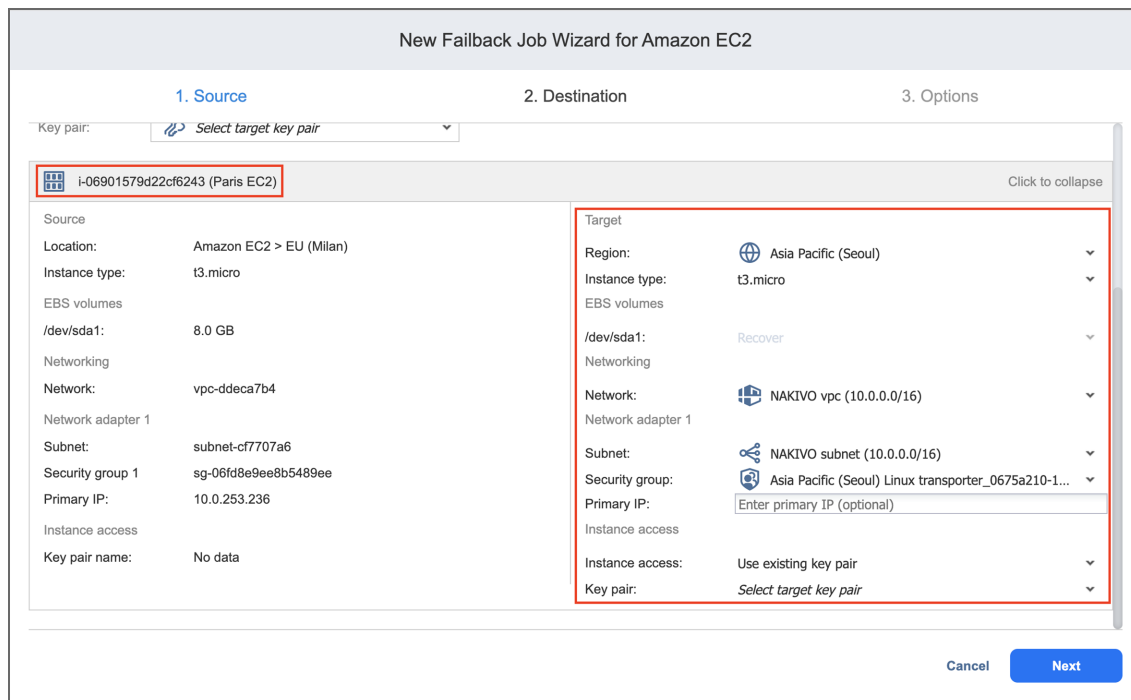 New Failback Job Wizard for Amazon EC2
1. Source
2. Destination
3. Options
Key pair:
Select target key pair
i-06901579d22cf6243 (Paris EC2)
Click to collapse
Source
Location:
Amazon EC2 > EU (Milan)
Instance type:
t3.micro
EBS volumes
/dev/sda1:
8.0 GB
Networking
Network:
vpc-ddeca7b4
Network adapter 1
Subnet:
subnet-cf7707a6
Security group 1
sg-06fd8e9ee8b5489ee
Primary IP:
10.0.253.236
Instance access
Key pair name:
No data
Target
Region:
Asia Pacific (Seoul)
Instance type:
t3.micro
EBS volumes
/dev/sda1:
Recover
Networking
Network:
NAKIVO vpc (10.0.0.0/16)
Network adapter 1
Subnet:
NAKIVO subnet (10.0.0.0/16)
Security group:
Asia Pacific (Seoul) Linux transporter_0675a210-1...
Primary IP:
Enter primary IP (optional)
Instance access
Instance access:
Use existing key pair
Key pair:
Select target key pair
Cancel
Next